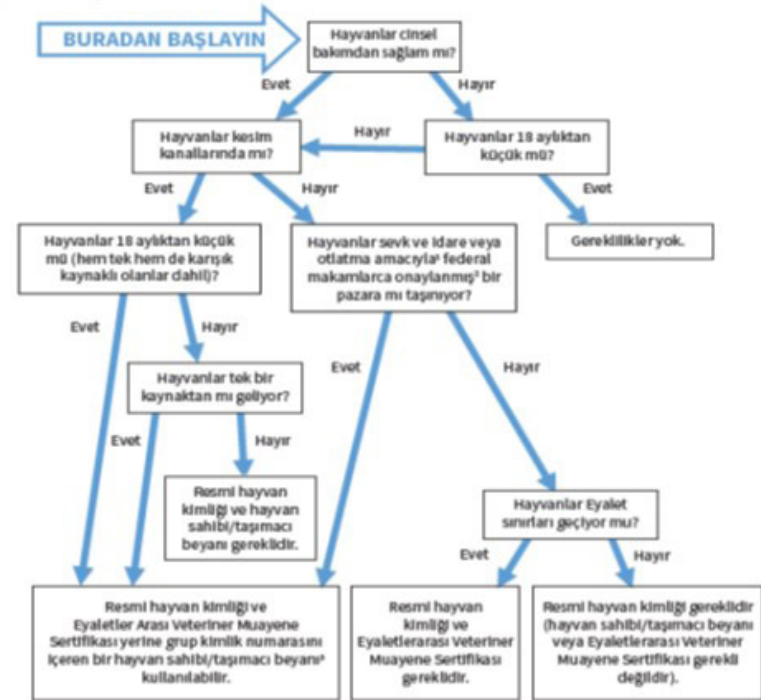 BURADAN BAŞLAYIN
Hayvanlar cinsel
bakımdan sağlam mı?
Evet
Hayır
Hayvanlar kesim
kanallarında mı?
Hayır
Hayvanlar 18 aylıktan
küçük mü?
Evet
Hayır
Evet
Hayvanlar 18 aylıktan küçük
mü (hem tek hem de karışık
kaynaklı olanlar dahil)?
Hayvanlar sevk ve idare veya
otlatma amacıyla¹ federal
makamlarca onaylanmış² bir
pazara mı taşınıyor?
Gereklilikler yok.
Evet
Hayır
Evet
Hayır
Hayvanlar tek bir
kaynaktan mı geliyor?
Evet
Hayır
Resmi hayvan
kimliği ve hayvan
sahibi/taşımacı
beyanı gereklidir.
Hayvanlar Eyalet
sınırları geçiyor mu?
Evet
Hayır
Resmi hayvan kimliği ve
Eyaletler Arası Veteriner Muayene
Sertifikası yerine grup kimlik numarasını
içeren bir hayvan sahibi/taşımacı beyanı³
kullanılabilir.
Resmi hayvan
kimliği ve
Eyaletlerarası Veteriner
Muayene Sertifikası
gereklidir.
Resmi hayvan kimliği gereklidir
(hayvan sahibi/taşımacı beyanı
veya Eyaletlerarası Veteriner
Muayene Sertifikası gerekli
değildir).